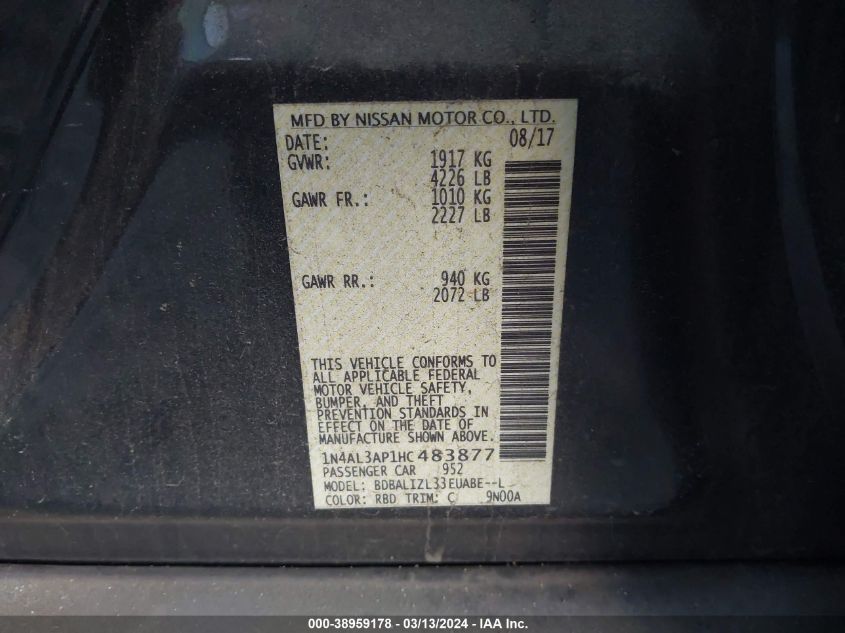 MFD BY NISSAN MOTOR CO., LTD.
DATE: 08/17
GVWR: 1917 KG
4226 LB
GAWR FR.: 1010 KG
2227 LB
GAWR RR.: 940 KG
2072 LB
THIS VEHICLE CONFORMS TO
ALL APPLICABLE FEDERAL
MOTOR VEHICLE SAFETY,
BUMPER, AND THEFT
PREVENTION STANDARDS IN
EFFECT ON THE DATE OF
MANUFACTURE SHOWN ABOVE.
1N4AL3AP1HC483877
PASSENGER CAR 952
MODEL: BDBALIZL33EUABE--L
COLOR: RBD TRIM: C 9N00A
000-38959178 - 03/13/2024 - IAA Inc.